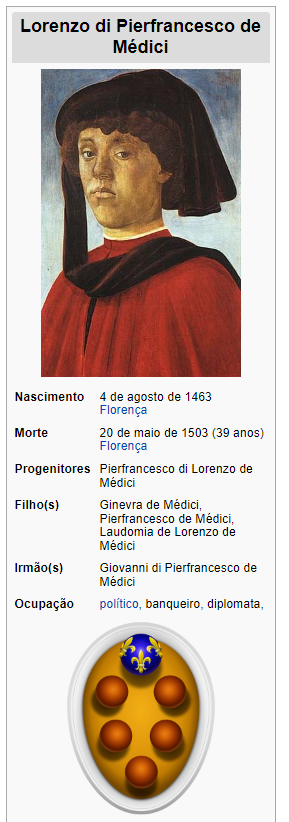 Lorenzo di Pierfrancesco de
Médici
Nascimento 4 de agosto de 1463
Florença
Morte 20 de maio de 1503 (39 anos)
Florença
Progenitores Pierfrancesco di Lorenzo de
Médici
Filho(s) Ginevra de Médici,
Pierfrancesco de Médici,
Laudomia de Lorenzo de
Médici
Irmão(s) Giovanni di Pierfrancesco de
Médici
Ocupação político, banqueiro, diplomata,